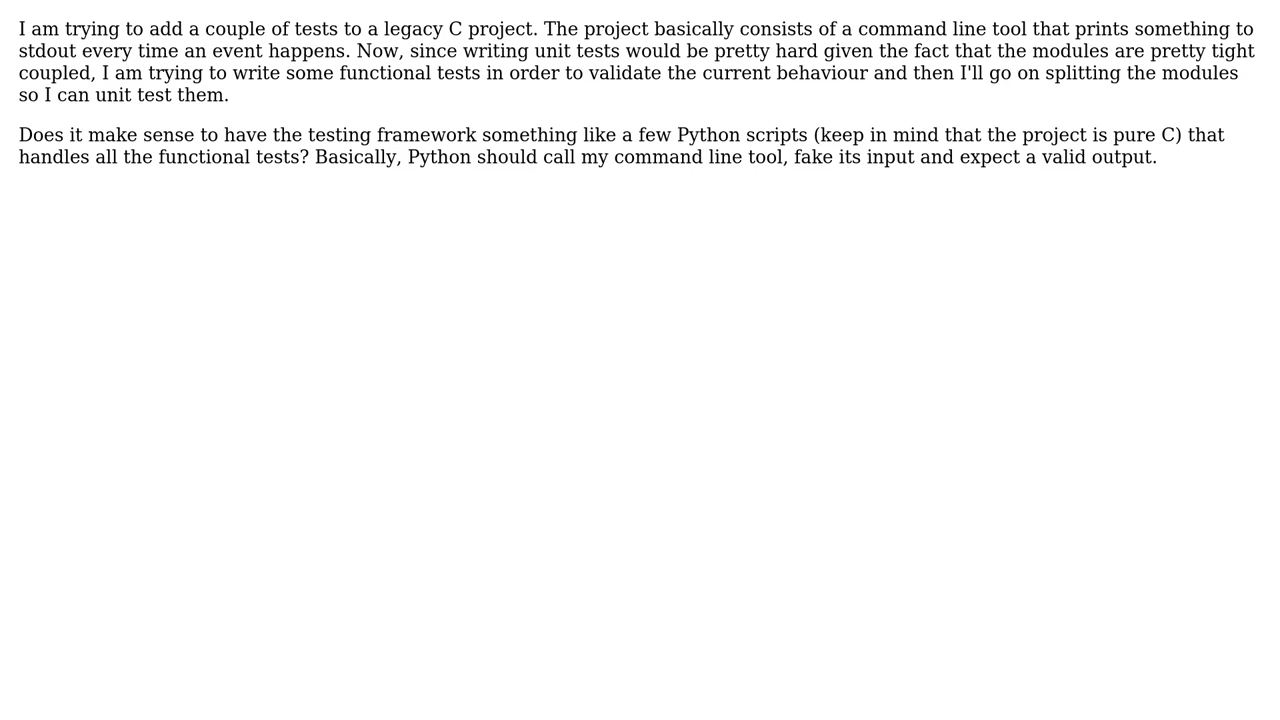 I am trying to add a couple of tests to a legacy C project. The project basically consists of a command line tool that prints something to
stdout every time an event happens. Now, since writing unit tests would be pretty hard given the fact that the modules are pretty tight
coupled, I am trying to write some functional tests in order to validate the current behaviour and then I'll go on splitting the modules
so I can unit test them.
Does it make sense to have the testing framework something like a few Python scripts (keep in mind that the project is pure C) that
handles all the functional tests? Basically, Python should call my command line tool, fake its input and expect a valid output.